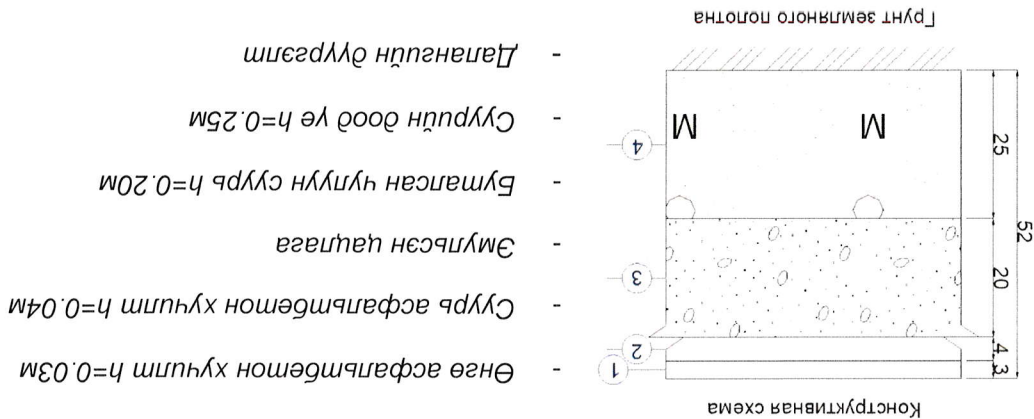 Конструктивная схема
- Өнгө асфальтбетон хучилт h=0.03м
- Суурь асфальтбетон хучилт h=0.04м
- Эмульсэн цацлага
- Буталсан чулуун суурь h=0.20м
- Суурийн доод үе h=0.25м
- Далангийн дүүргэлт
1
2
3
4
3
4
20
25
52
М М
Грунт земляного полотна